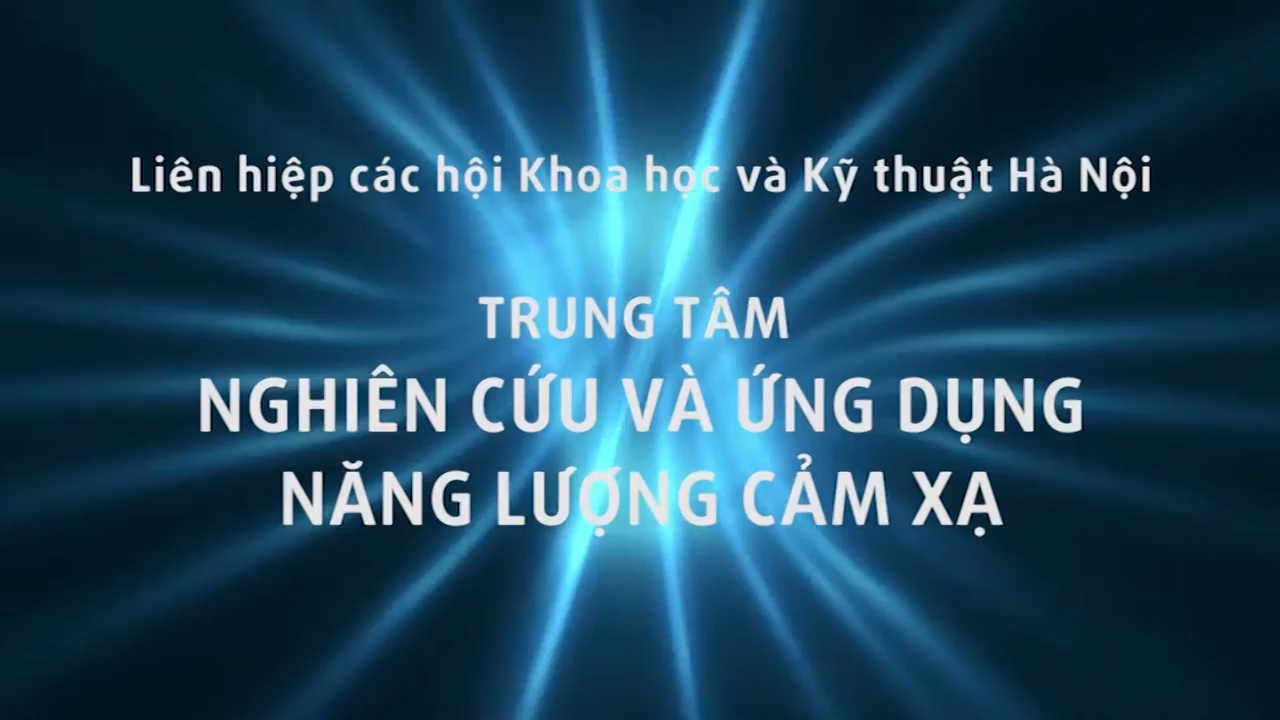 Liên hiệp các hội Khoa học và Kỹ thuật Hà Nội
TRUNG TÂM
NGHIÊN CỨU VÀ ỨNG DỤNG
NĂNG LƯỢNG CẢM XẠ